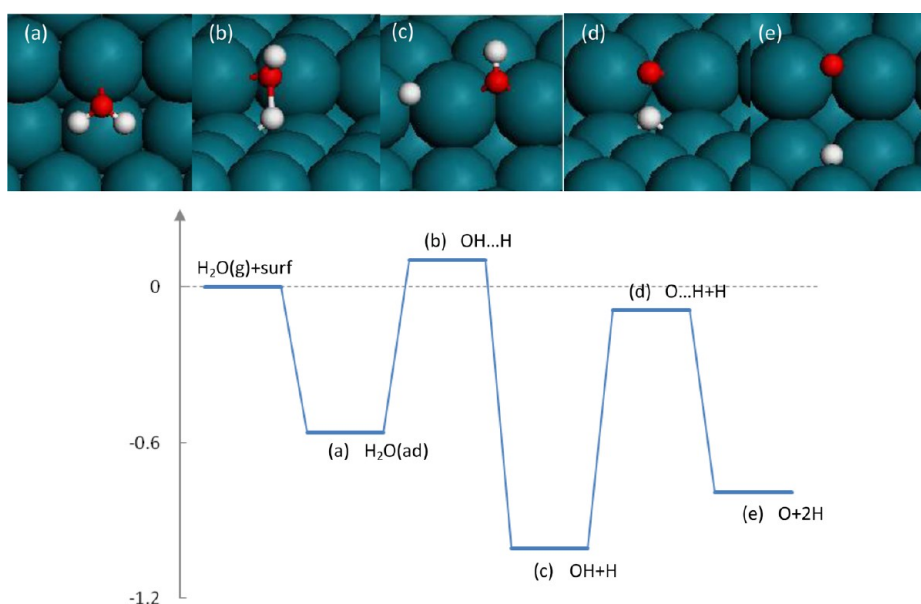 (a)
(b)
(c)
(d)
(e)
H₂O(g)+surf
(b) OH...H
0
(d) O...H+H
-0.6
(a) H₂O(ad)
(e) O+2H
(c) OH+H
-1.2